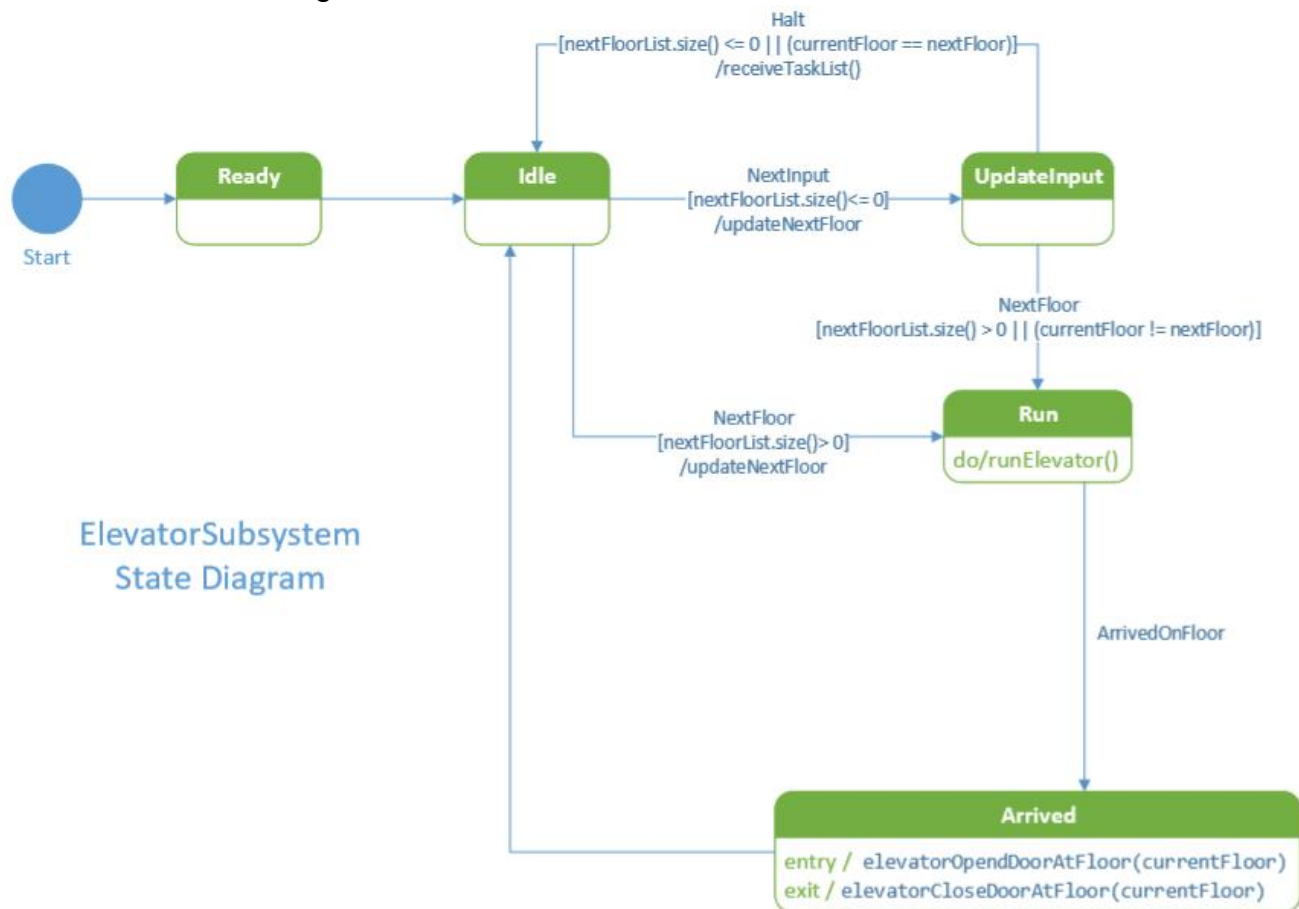 Halt
[nextFloorList.size() <= 0 || (currentFloor == nextFloor)]
/receiveTaskList()
Ready
Idle
NextInput
[nextFloorList.size()<= 0]
/updateNextFloor
UpdateInput
Start
NextFloor
[nextFloorList.size() > 0 || (currentFloor != nextFloor)]
NextFloor
[nextFloorList.size()> 0]
/updateNextFloor
Run
do/runElevator()
ElevatorSubsystem
State Diagram
ArrivedOnFloor
Arrived
entry / elevatorOpendDoorAtFloor(currentFloor)
exit / elevatorCloseDoorAtFloor(currentFloor)